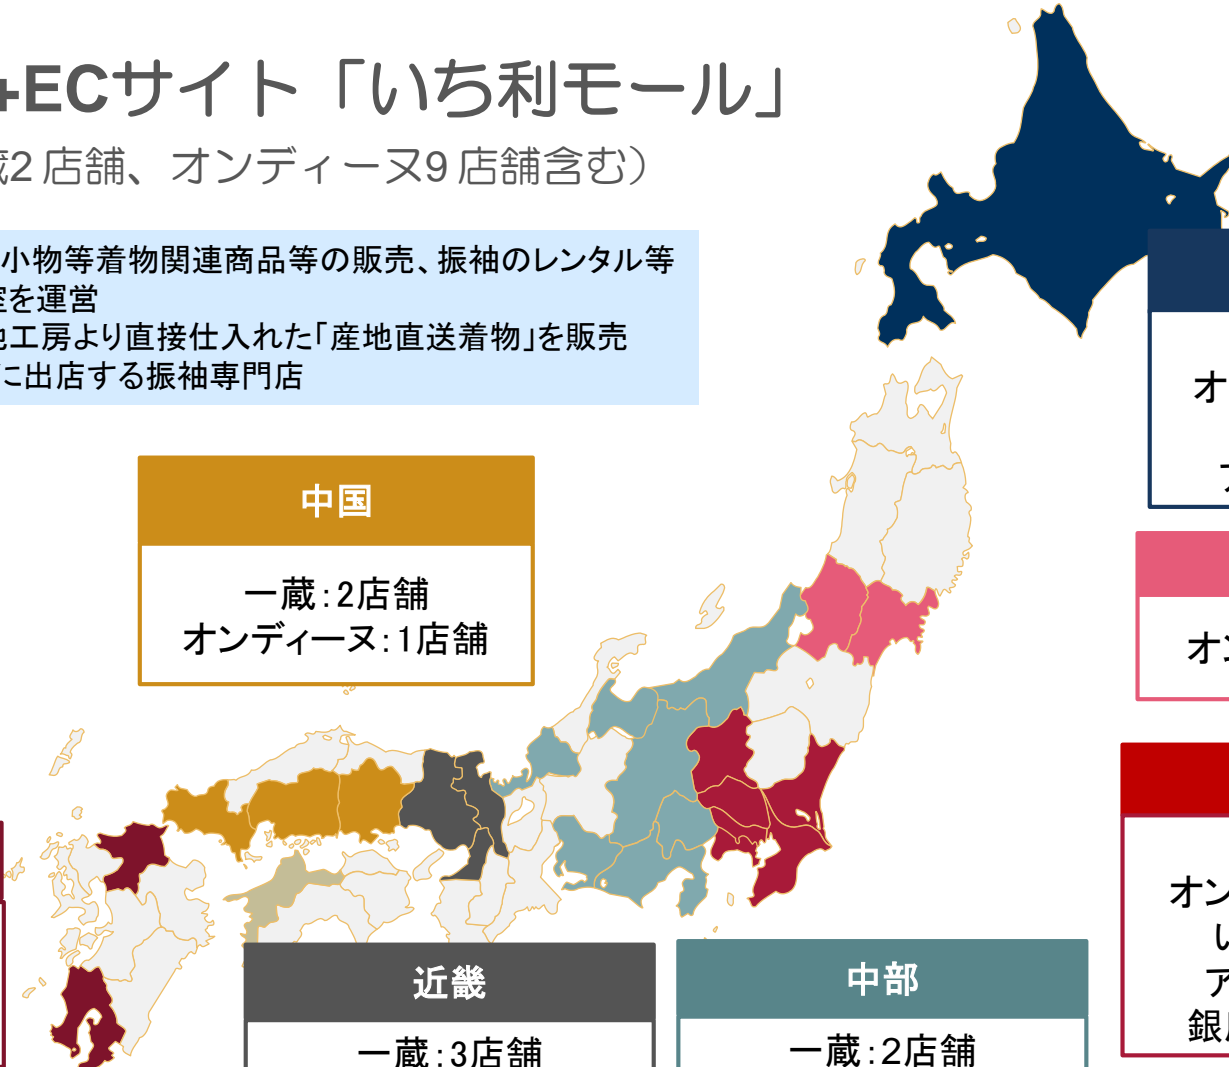 +ECサイト「いち利モール」
蔵2店舗、オンディーヌ9店舗含む）
小物等着物関連商品等の販売、振袖のレンタル等
室を運営
地工房より直接仕入れた「産地直送着物」を販売
に出店する振袖専門店
オ
中国
一蔵：2店舗
オンディーヌ：1店舗
オン
オン
い
ア
銀座
近畿
一蔵：3店舗
中部
一蔵：2店舗